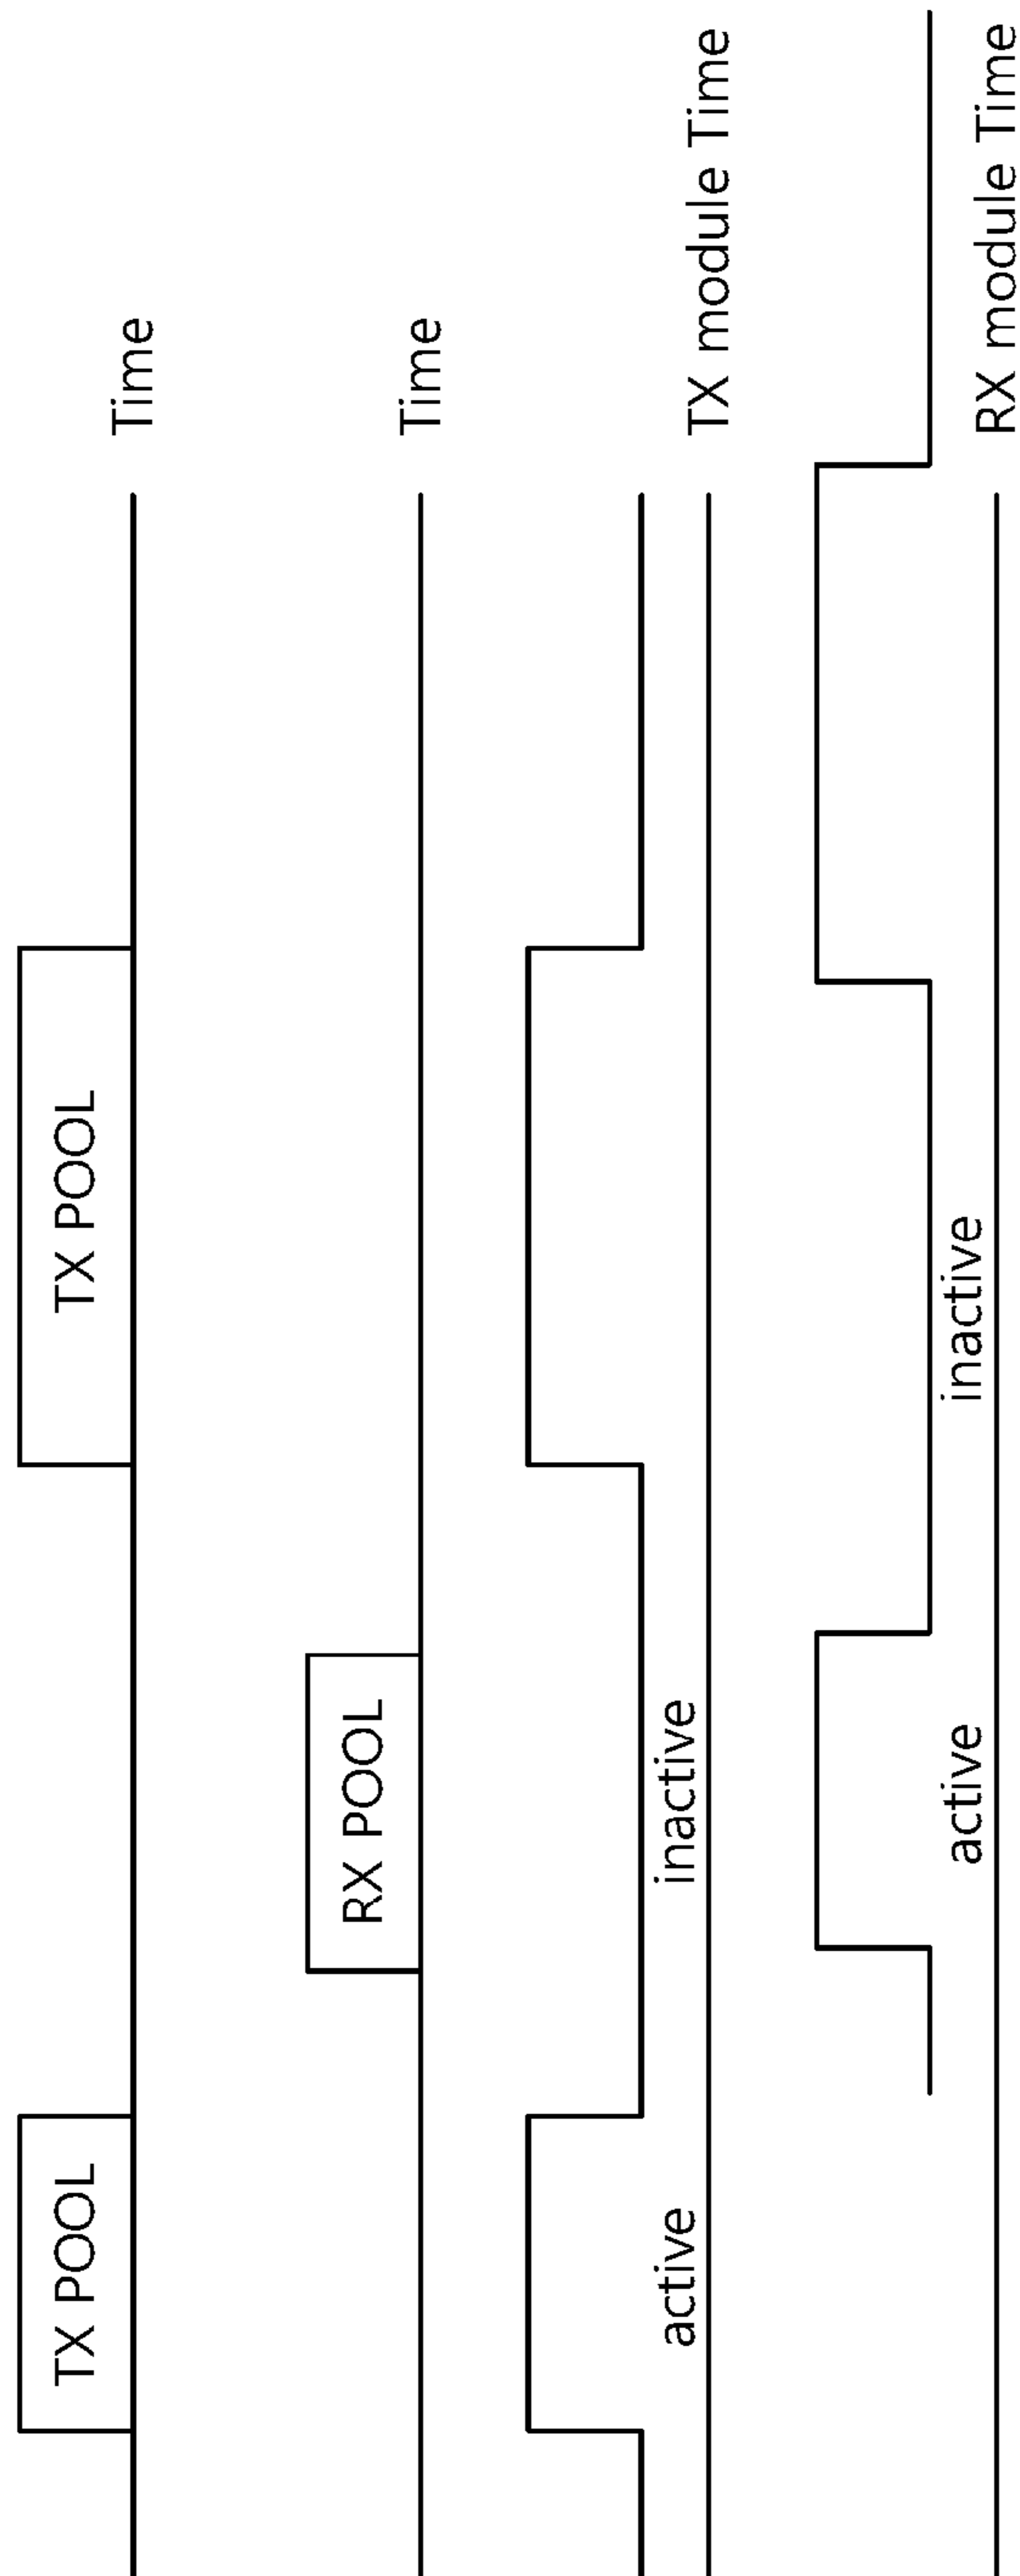 TX POOL
TX POOL
Time
RX POOL
Time
active
inactive
TX module Time
active
inactive
RX module Time